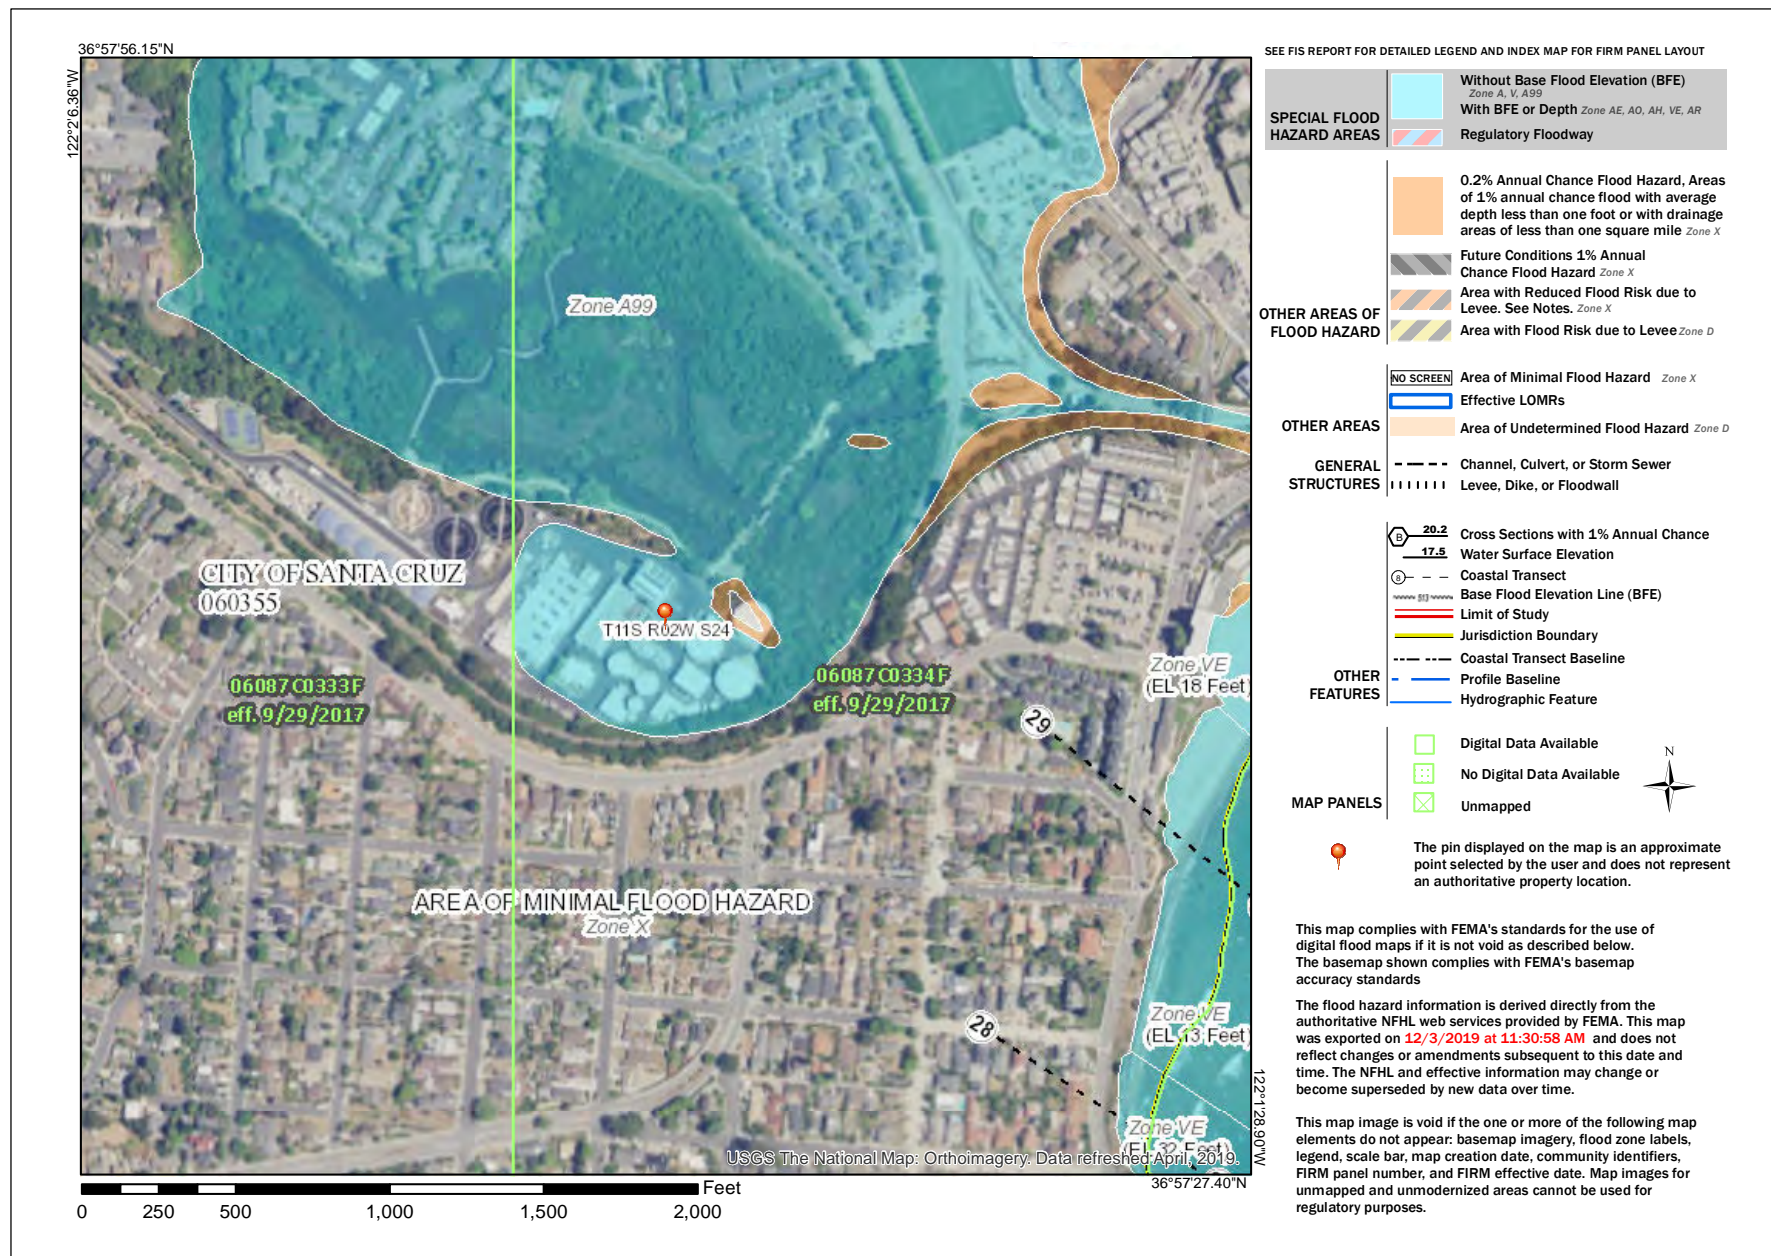 36°57'56.15"N
122°2'6.36"W
Zone A99
CITY OF SANTA CRUZ
060355
T11S R02W S24
06087C0333F
eff. 9/29/2017
06087C0334F
eff. 9/29/2017
Zone VE
(EL 18 Feet)
29
AREA OF MINIMAL FLOOD HAZARD
Zone X
28
Zone VE
(EL 13 Feet)
Zone VE
(EL 32 Feet)
USGS The National Map: Orthoimagery. Data refreshed April, 2019.
122°1'28.90"W
36°57'27.40"N
Feet
0 250 500 1,000 1,500 2,000
SEE FIS REPORT FOR DETAILED LEGEND AND INDEX MAP FOR FIRM PANEL LAYOUT
SPECIAL FLOOD
HAZARD AREAS
Without Base Flood Elevation (BFE)
Zone A, V, A99
With BFE or Depth Zone AE, AO, AH, VE, AR
Regulatory Floodway
OTHER AREAS OF
FLOOD HAZARD
0.2% Annual Chance Flood Hazard, Areas
of 1% annual chance flood with average
depth less than one foot or with drainage
areas of less than one square mile Zone X
Future Conditions 1% Annual
Chance Flood Hazard Zone X
Area with Reduced Flood Risk due to
Levee. See Notes. Zone X
Area with Flood Risk due to Levee Zone D
OTHER AREAS
NO SCREEN Area of Minimal Flood Hazard Zone X
Effective LOMRs
Area of Undetermined Flood Hazard Zone D
GENERAL
STRUCTURES
Channel, Culvert, or Storm Sewer
Levee, Dike, or Floodwall
OTHER
FEATURES
B 20.2 Cross Sections with 1% Annual Chance
17.5 Water Surface Elevation
8 Coastal Transect
513 Base Flood Elevation Line (BFE)
Limit of Study
Jurisdiction Boundary
Coastal Transect Baseline
Profile Baseline
Hydrographic Feature
MAP PANELS
Digital Data Available
No Digital Data Available
Unmapped
N
The pin displayed on the map is an approximate
point selected by the user and does not represent
an authoritative property location.
This map complies with FEMA's standards for the use of
digital flood maps if it is not void as described below.
The basemap shown complies with FEMA's basemap
accuracy standards
The flood hazard information is derived directly from the
authoritative NFHL web services provided by FEMA. This map
was exported on 12/3/2019 at 11:30:58 AM and does not
reflect changes or amendments subsequent to this date and
time. The NFHL and effective information may change or
become superseded by new data over time.
This map image is void if the one or more of the following map
elements do not appear: basemap imagery, flood zone labels,
legend, scale bar, map creation date, community identifiers,
FIRM panel number, and FIRM effective date. Map images for
unmapped and unmodernized areas cannot be used for
regulatory purposes.